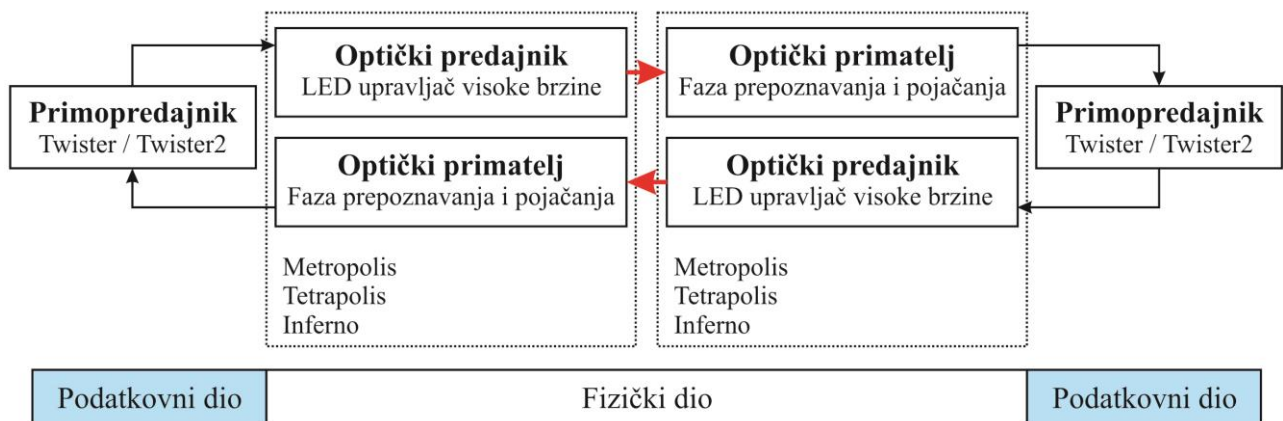 Primopredajnik
Twister / Twister2
Optički predajnik
LED upravljač visoke brzine
Optički primatelj
Faza prepoznavanja i pojačanja
Metropolis
Tetrapolis
Inferno
Optički primatelj
Faza prepoznavanja i pojačanja
Optički predajnik
LED upravljač visoke brzine
Metropolis
Tetrapolis
Inferno
Primopredajnik
Twister / Twister2
Podatkovni dio
Fizički dio
Podatkovni dio